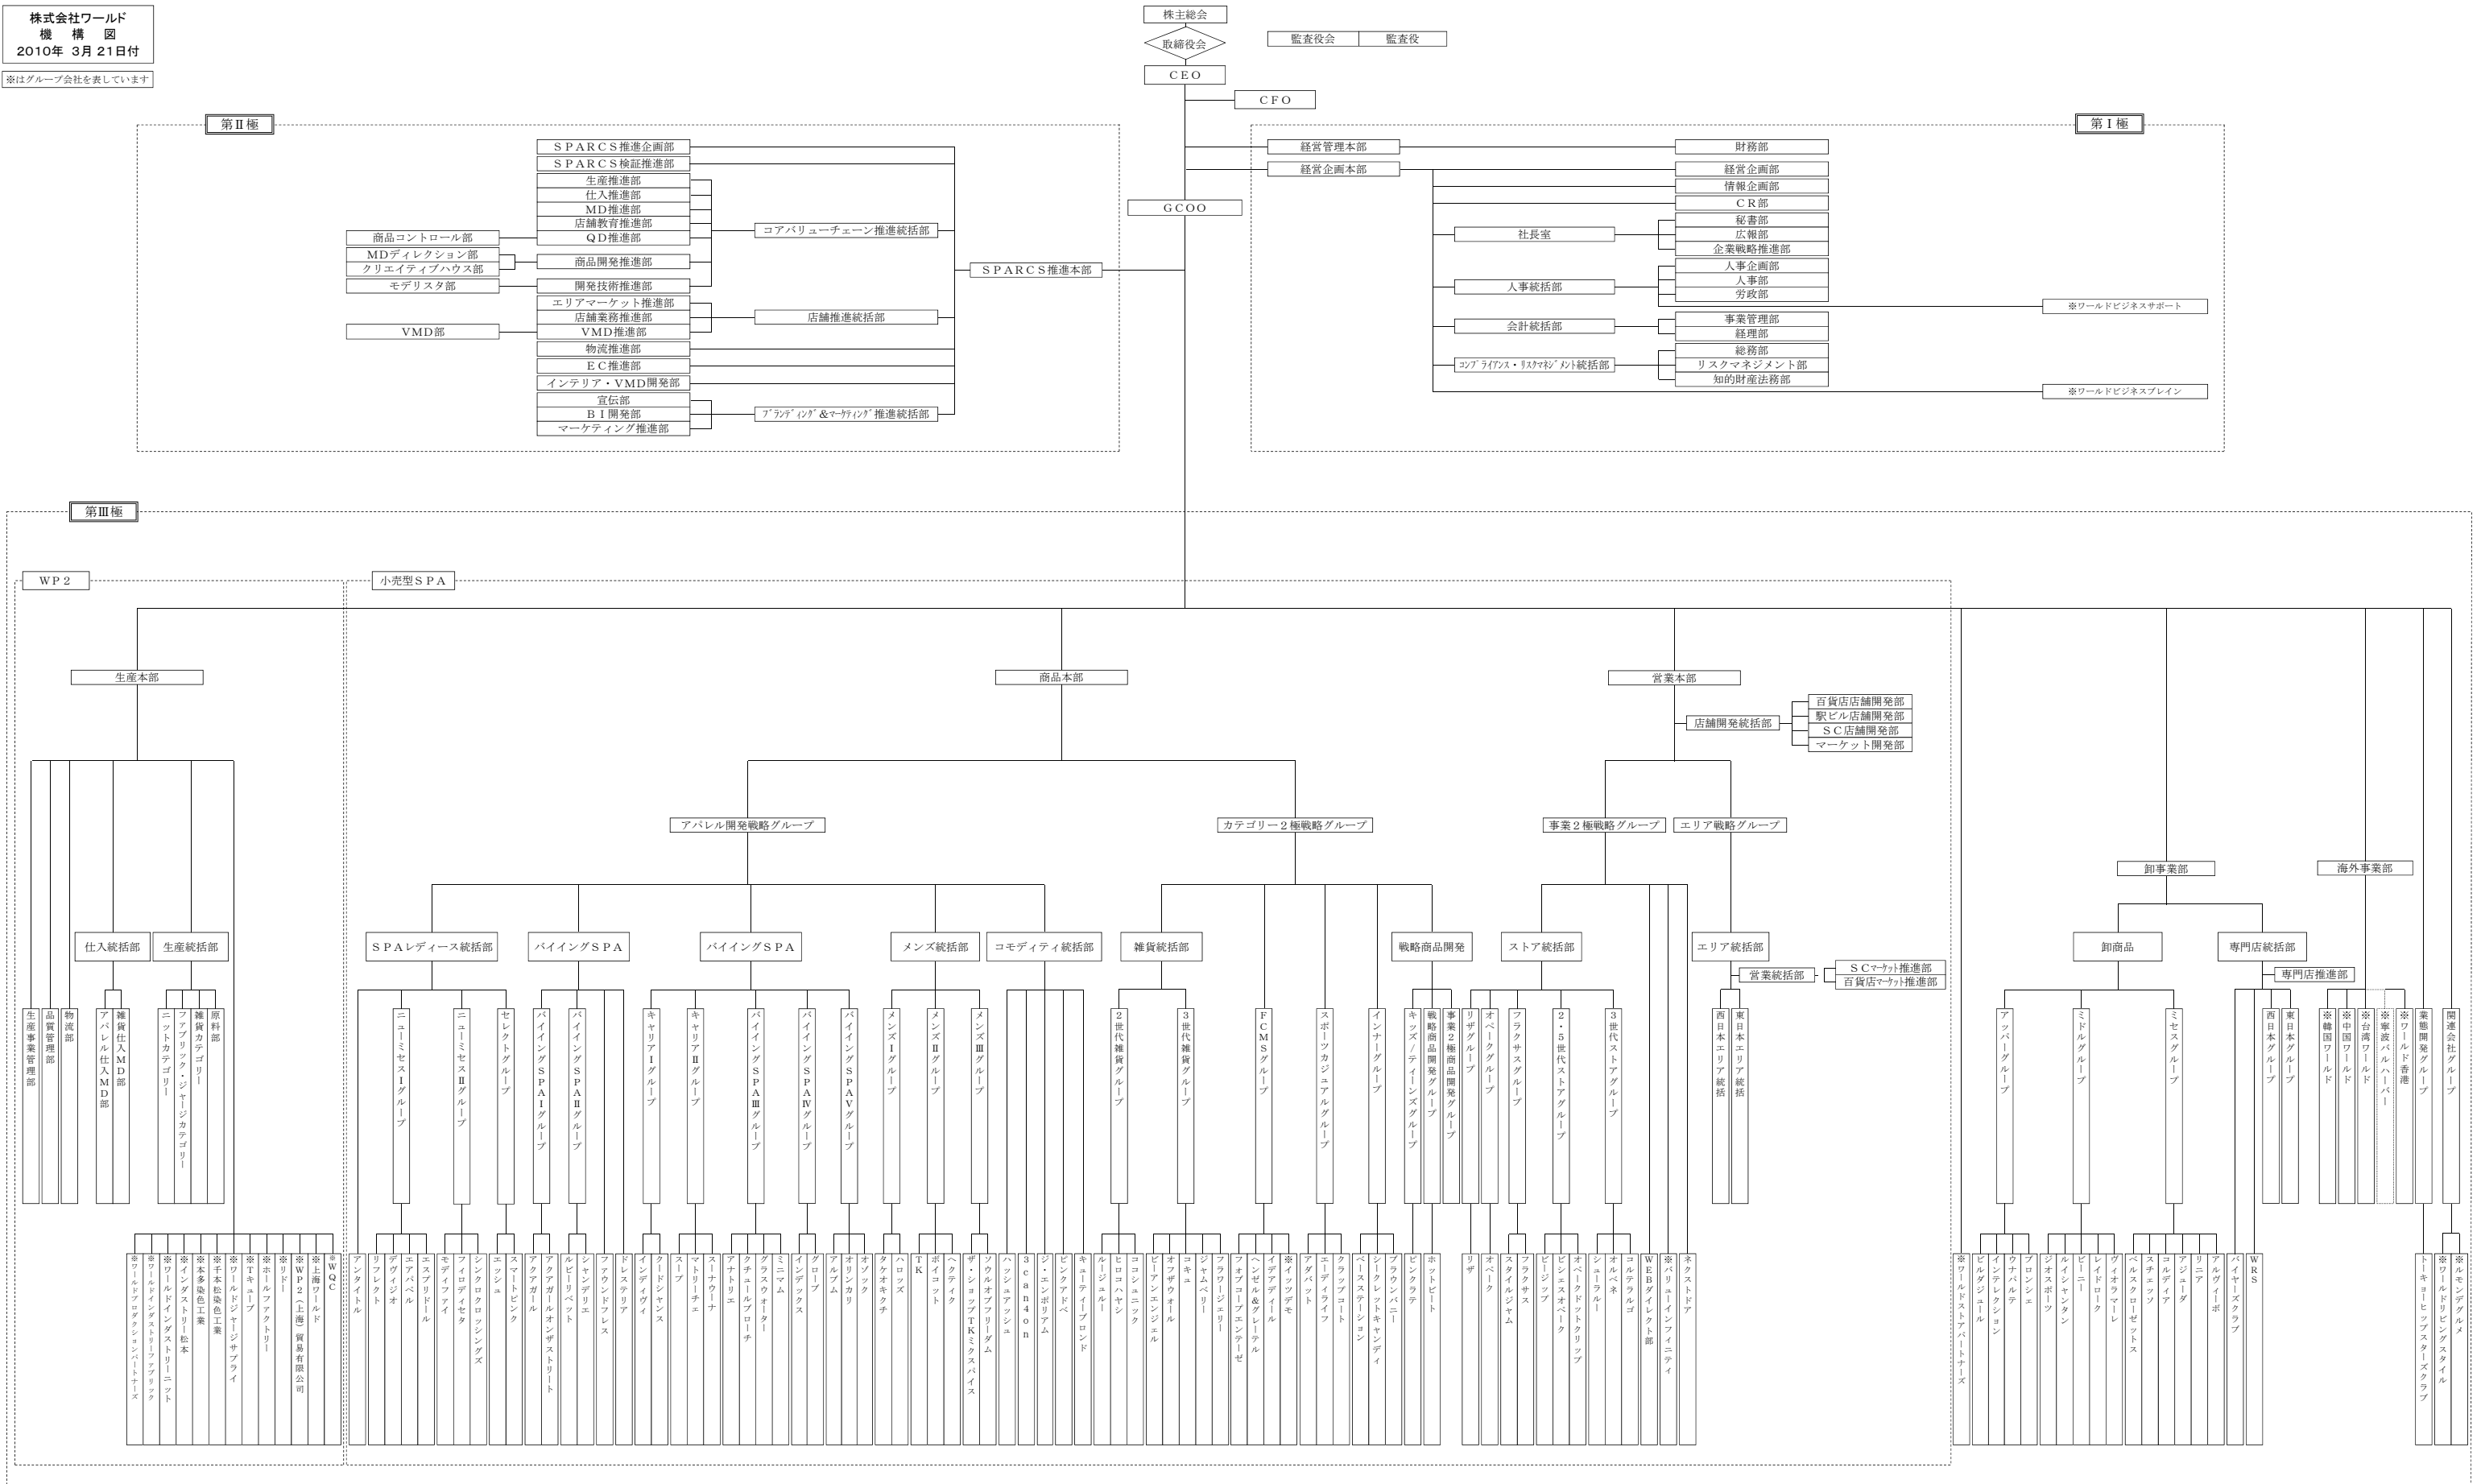 株式会社ワールド
機　構　図
2010年 3月21日付
※はグループ会社を表しています
株主総会
取締役会
監査役会
監査役
CEO
CFO
第Ⅱ極
第Ⅰ極
SPARCS推進企画部
SPARCS検証推進部
生産推進部
仕入推進部
MD推進部
店舗教育推進部
QD推進部
商品コントロール部
MDディレクション部
クリエイティブハウス部
商品開発推進部
モデリスタ部
開発技術推進部
エリアマーケット推進部
店舗業務推進部
VMD部
VMD推進部
物流推進部
EC推進部
インテリア・VMD開発部
宣伝部
BI開発部
マーケティング推進部
コアバリューチェーン推進統括部
店舗推進統括部
ブランディング&マーケティング推進統括部
SPARCS推進本部
GCOO
経営管理本部
財務部
経営企画本部
経営企画部
情報企画部
CR部
社長室
秘書部
広報部
企業戦略推進部
人事統括部
人事企画部
人事部
労政部
※ワールドビジネスサポート
会計統括部
事業管理部
経理部
コンプライアンス・リスクマネジメント統括部
総務部
リスクマネジメント部
知的財産法務部
※ワールドビジネスブレイン
第Ⅲ極
WP2
小売型SPA
生産本部
商品本部
営業本部
店舗開発統括部
百貨店店舗開発部
駅ビル店舗開発部
SC店舗開発部
マーケット開発部
アパレル開発戦略グループ
カテゴリー2極戦略グループ
事業2極戦略グループ
エリア戦略グループ
卸事業部
海外事業部
仕入統括部
生産統括部
SPAレディース統括部
バイイングSPA
バイイングSPA
メンズ統括部
コモディティ統括部
雑貨統括部
戦略商品開発
ストア統括部
エリア統括部
営業統括部
SCマーケット推進部
百貨店マーケット推進部
卸商品
専門店統括部
専門店推進部
生産事業管理部
品質管理部
物流部
アパレル仕入MD部
雑貨仕入MD部
ニットカテゴリー
ファブリック・ジャージカテゴリー
雑貨カテゴリー
原料部
ニューミセスⅠグループ
ニューミセスⅡグループ
セレクトグループ
バイイングSPAⅠグループ
バイイングSPAⅡグループ
キャリアⅠグループ
キャリアⅡグループ
バイイングSPAⅢグループ
バイイングSPAⅣグループ
バイイングSPAⅤグループ
メンズⅠグループ
メンズⅡグループ
メンズⅢグループ
2世代雑貨グループ
3世代雑貨グループ
FCMSグループ
スポーツカジュアルグループ
インナーグループ
キッズ/ティーンズグループ
戦略商品開発グループ
事業2極商品開発グループ
リザグループ
オペークグループ
フラクサスグループ
2・5世代ストアグループ
3世代ストアグループ
西日本エリア統括
東日本エリア統括
アッパーグループ
ミドルグループ
ミセスグループ
西日本グループ
東日本グループ
※韓国ワールド
※中国ワールド
※台湾ワールド
※寧波バルハーバー
※ワールド香港
業態開発グループ
関連会社グループ
※ワールドプロダクションパートナーズ
※ワールドインダストリーファブリック
※ワールドインダストリーニット
※インダストリー松本
※本多染色工業
※千本松染色工業
※ワールドジャージサプライ
※Tキューブ
※ホールファクトリー
※リドー
※WP2(上海)貿易有限公司
※上海ワールド
※WQC
アンタイトル
リフレクト
デヴィジオ
エアパペル
エスプリドール
モディファイ
フィロディセタ
シンクロクロッシングズ
エッシュ
スマートピンク
アクアガール
アクアガールオンザストリート
ルビーリベット
シャンデリエ
ファウンドフレス
ドレステリア
インディヴィ
クードシャンス
スープ
マトリーチェ
スーナウーナ
アナトリエ
クチュールブローチ
グラスウォーター
ミニマム
インデックス
グローブ
アルブム
オリンカリ
オゾック
タケオキクチ
ハロッズ
TK
ボイコット
ヘクティク
ザ・ショップTKミクスパイス
ソウルオブフリーダム
ハッシュアッシュ
3can4on
ジ・エンポリアム
ピンクアドベ
キューティーブロンド
ルージュルー
ヒロコハヤシ
ココシュニック
ビーアンエンジェル
オフザウォール
コキュ
ジャムベリー
フラワージェリー
フォブコープエンテーゼ
ヘンゼル&グレーテル
イデアアディール
※イッツデモ
アダバット
エーディライフ
クラップコート
ベースステーション
シークレットキャンディ
ブラウンバニー
ピンクラテ
ホットビート
リザ
オペーク
スタイルジャム
フラクサス
ビージップ
ビシェスオペーク
オペークドットクリップ
シューラルー
オルベネ
コルテラルゴ
WEBダイレクト部
※バリューインフィニティ
ネクストドア
※ワールドストアパートナーズ
ビルダジュール
インテレクション
ウナパルテ
ブロンシェ
ジオスポーツ
ルイシャンタン
ビーニー
レイドローク
ヴィオラマーレ
ベルスクローゼットス
スチェッソ
コルディア
アジューダ
リニア
アルヴィーボ
バイヤーズクラブ
WRS
トーキョーヒップスターズクラブ
※ワールドリビングスタイル
※ルモンデグルメ